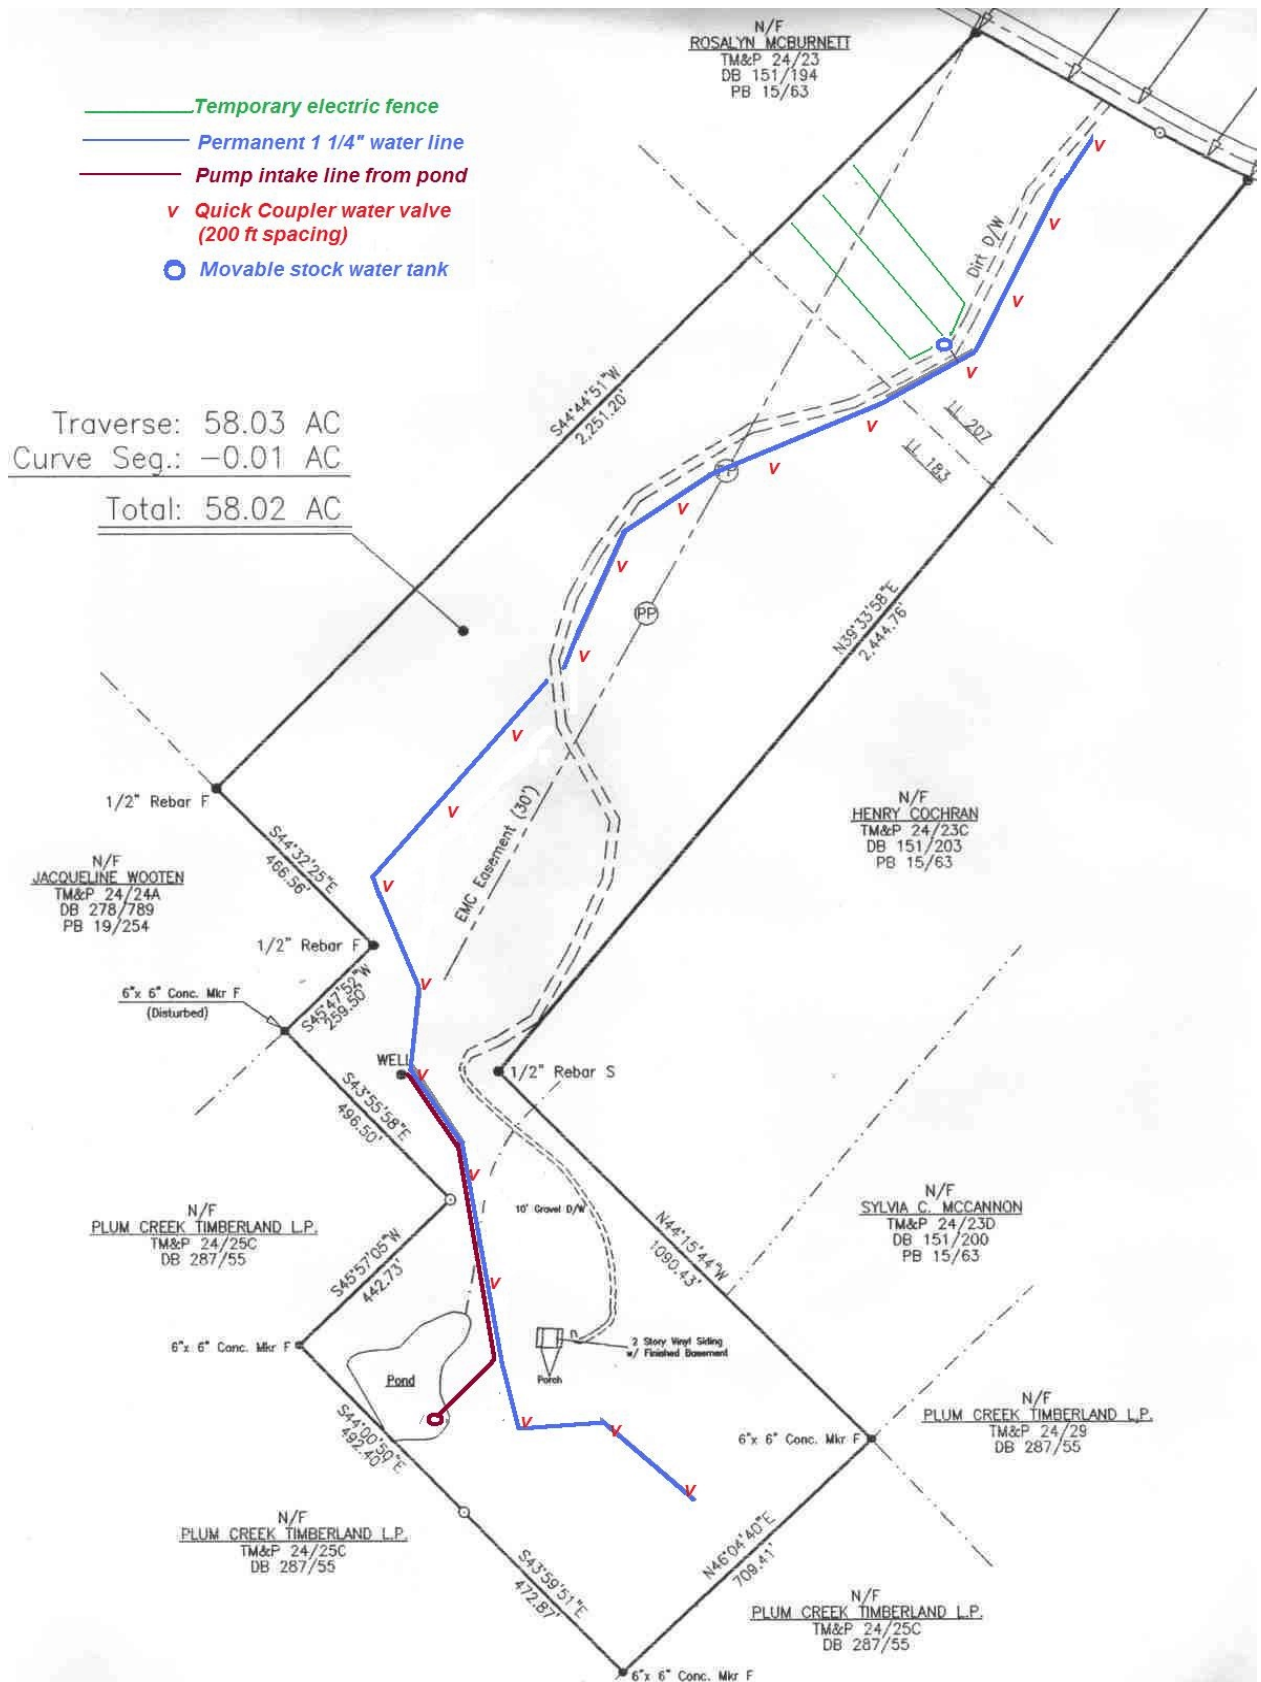 N/F
ROSALYN MCBURNETT
TM&P 24/23
DB 151/194
PB 15/63
Temporary electric fence
Permanent 1 1/4" water line
Pump intake line from pond
v Quick Coupler water valve
(200 ft spacing)
Movable stock water tank
v
v
Dirt D/W
v
v
S44°44'51"W
2,251.20'
Traverse: 58.03 AC
Curve Seg.: -0.01 AC
Total: 58.02 AC
LL 207
LL 183
v
v
v
PP
v
PP
N39°33'58"E
2,444.76'
v
v
v
1/2" Rebar F
S44°32'25"E
466.56'
EMC Easement (30')
N/F
HENRY COCHRAN
TM&P 24/23C
DB 151/203
PB 15/63
N/F
JACQUELINE WOOTEN
TM&P 24/24A
DB 278/789
PB 19/254
v
1/2" Rebar F
S45°47'52"W
259.50'
v
6"x 6" Conc. Mkr F
(Disturbed)
WELL
v
1/2" Rebar S
S43°55'58"E
496.50'
v
N/F
PLUM CREEK TIMBERLAND L.P.
TM&P 24/25C
DB 287/55
10' Gravel D/W
N44°15'44"W
1090.43'
N/F
SYLVIA C. MCCANNON
TM&P 24/23D
DB 151/200
PB 15/63
S45°57'05"W
442.73'
v
6"x 6" Conc. Mkr F
2 Story Vinyl Siding
w/ Finished Basement
Porch
Pond
S44°00'50"E
492.40'
v
v
v
6"x 6" Conc. Mkr F
N/F
PLUM CREEK TIMBERLAND L.P.
TM&P 24/29
DB 287/55
N/F
PLUM CREEK TIMBERLAND L.P.
TM&P 24/25C
DB 287/55
S43°59'51"E
472.87'
N46°04'40"E
709.41'
N/F
PLUM CREEK TIMBERLAND L.P.
TM&P 24/25C
DB 287/55
6"x 6" Conc. Mkr F